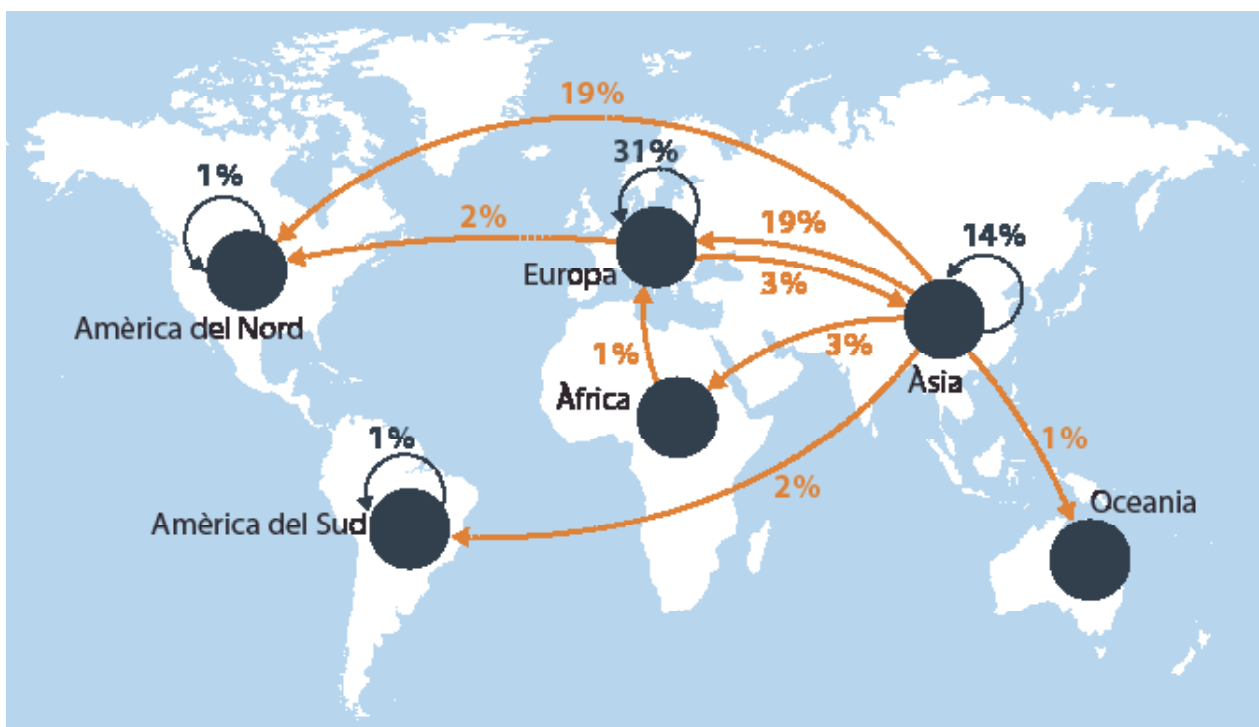 19%
31%
1%
2%
19%
14%
Europa
3%
Amèrica del Nord
1%
3%
Àsia
Àfrica
1%
1%
2%
Oceania
Amèrica del Sud